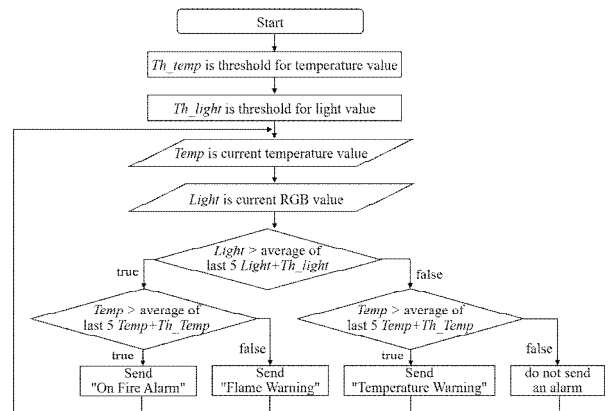 Start
Th_temp is threshold for temperature value
Th_light is threshold for light value
Temp is current temperature value
Light is current RGB value
Light > average of
last 5 Light+Th_light
true
false
Temp > average of
last 5 Temp+Th_Temp
Temp > average of
last 5 Temp+Th_Temp
true
false
true
false
Send
"On Fire Alarm"
Send
"Flame Warning"
Send
"Temperature Warning"
do not send
an alarm